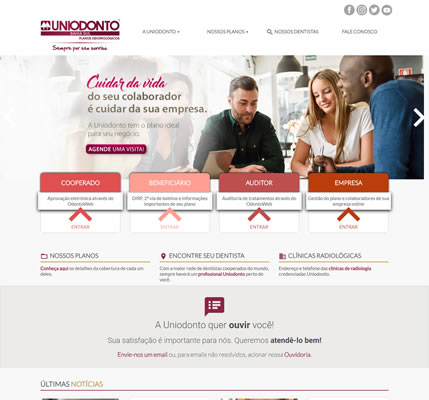 UNIODONTO
BAHIA SUL
PLANOS ODONTOLÓGICOS
Sempre por seu sorriso
A UNIODONTO
NOSSOS PLANOS
NOSSOS DENTISTAS
FALE CONOSCO
Cuidar da vida
do seu colaborador
é cuidar da sua empresa.
A Uniodonto tem o plano ideal
para seu negócio.
AGENDE UMA VISITA!
COOPERADO
Aprovação eletrônica através do
OdontoWeb
ENTRAR
BENEFICIÁRIO
DIRF, 2ª via de boletos e informações
importantes do seu plano
ENTRAR
AUDITOR
Auditoria de tratamentos através do
OdontoWeb
ENTRAR
EMPRESA
Gestão do plano e colaboradores de sua
empresa online
ENTRAR
NOSSOS PLANOS
Conheça aqui os detalhes da cobertura de cada um
deles.
ENCONTRE SEU DENTISTA
Com a maior rede de dentistas cooperados do mundo,
sempre haverá um profissional Uniodonto perto de
você.
CLÍNICAS RADIOLÓGICAS
Endereço e telefone das clínicas de radiologia
credenciadas Uniodonto.
A Uniodonto quer ouvir você!
Sua satisfação é importante para nós. Queremos atendê-lo bem!
Envie-nos um email ou, para emails não resolvidos, acionar nossa Ouvidoria.
ÚLTIMAS NOTÍCIAS